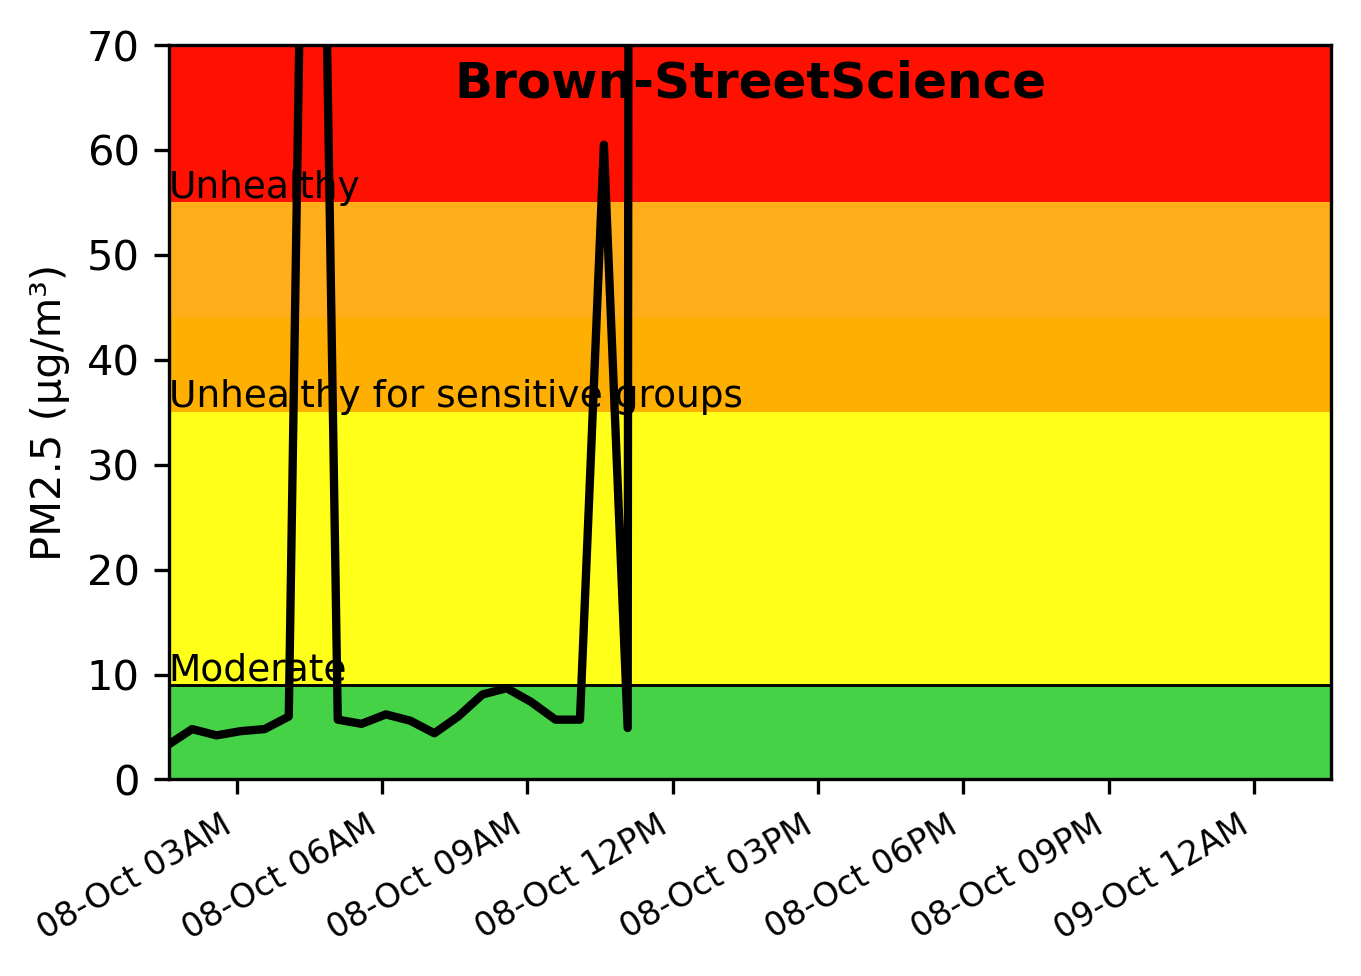 Brown-StreetScience
PM2.5 (µg/m³)
70
60
50
40
30
20
10
0
Unhealthy
Unhealthy for sensitive groups
Moderate
08-Oct 03AM
08-Oct 06AM
08-Oct 09AM
08-Oct 12PM
08-Oct 03PM
08-Oct 06PM
08-Oct 09PM
09-Oct 12AM